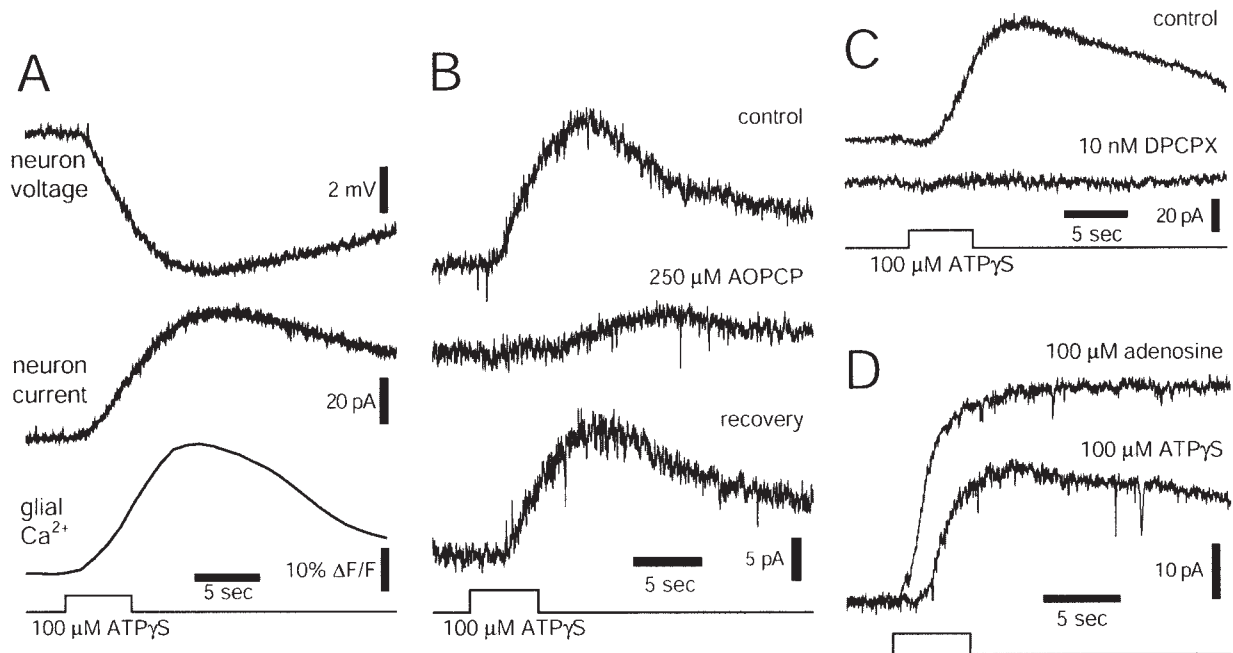 A
neuron
voltage
2 mV
neuron
current
20 pA
glial
Ca²⁺
10% ΔF/F
5 sec
100 μM ATPγS
B
control
250 μM AOPCP
recovery
5 pA
5 sec
100 μM ATPγS
C
control
10 nM DPCPX
20 pA
5 sec
100 μM ATPγS
D
100 μM adenosine
100 μM ATPγS
10 pA
5 sec